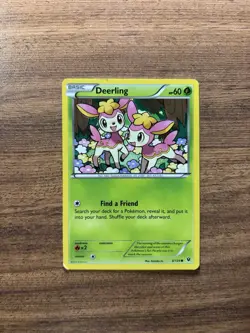 BASIC
Deerling
HP60
Find a Friend
Search your deck for a Pokémon, reveal it, and put it
into your hand. Shuffle your deck afterward.
×2